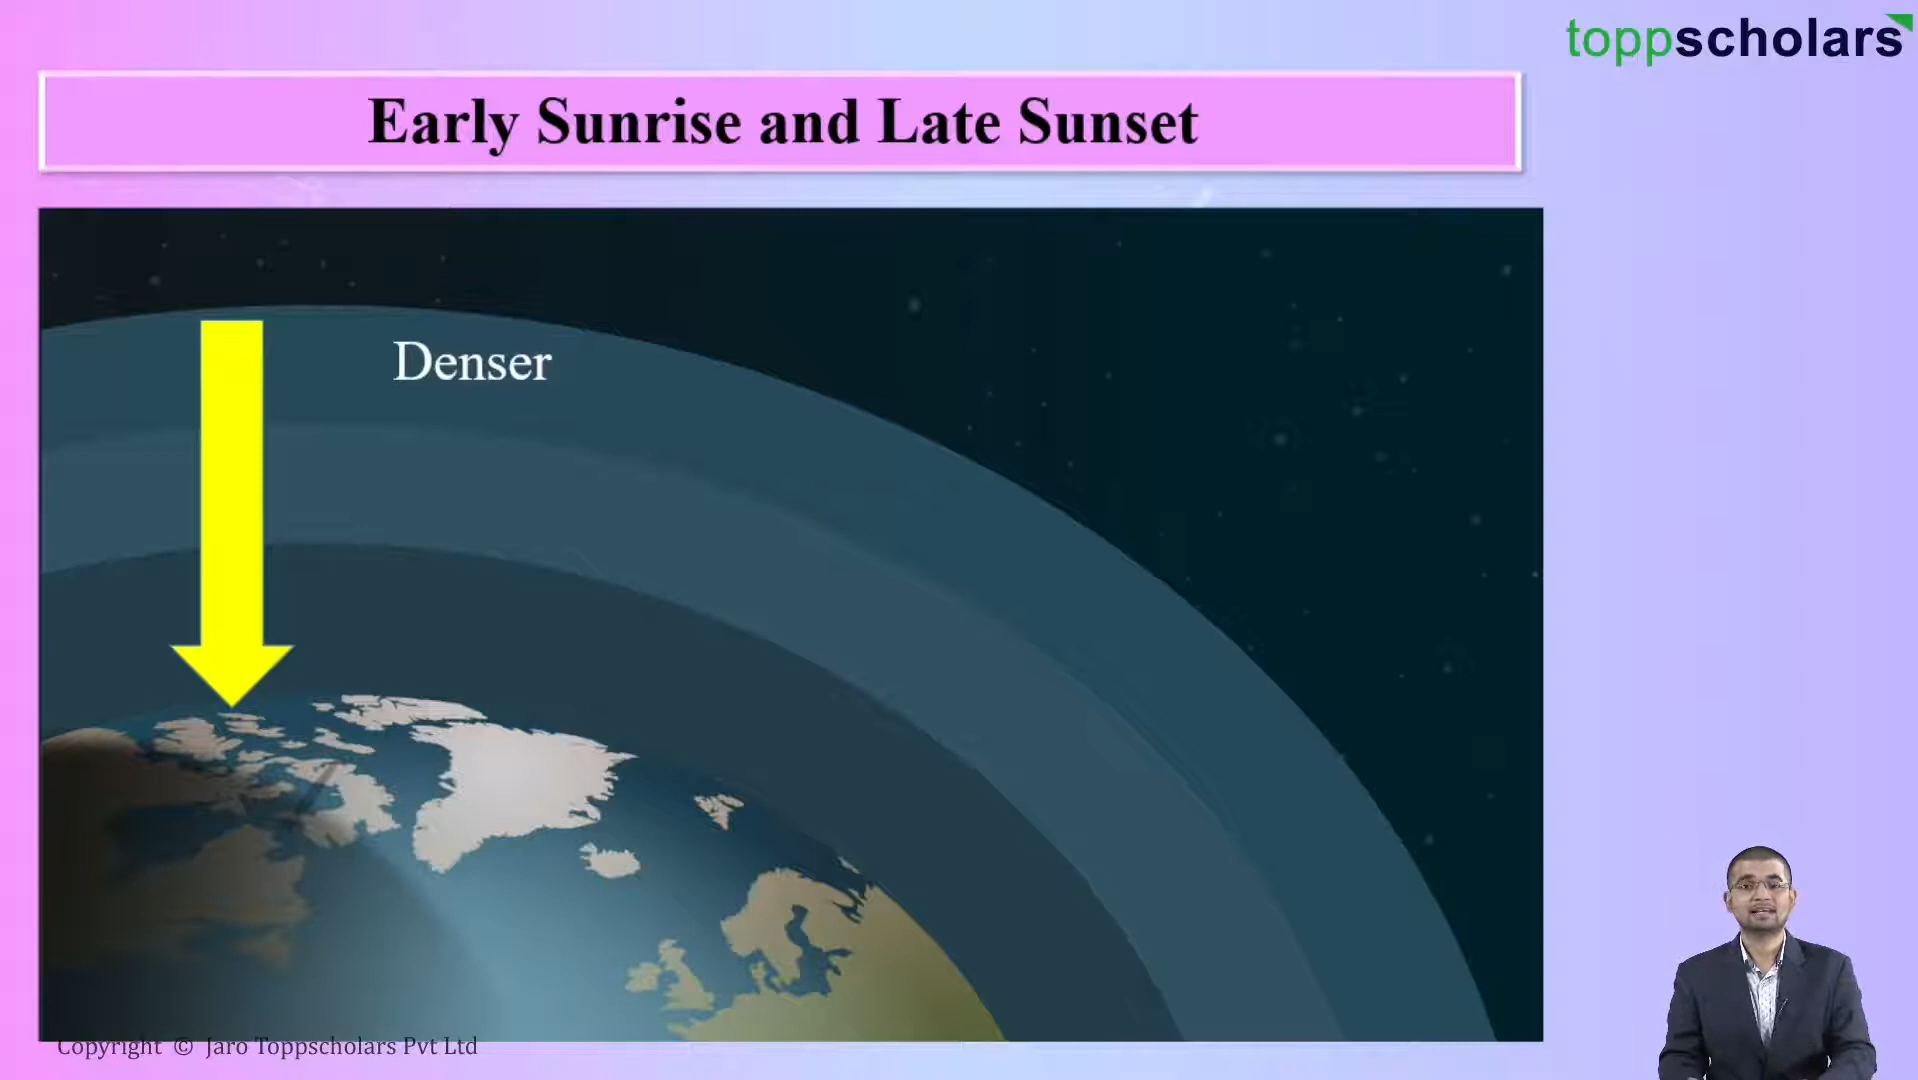 toppscholars
Early Sunrise and Late Sunset
Denser
Copyright © Jaro Toppscholars Pvt Ltd